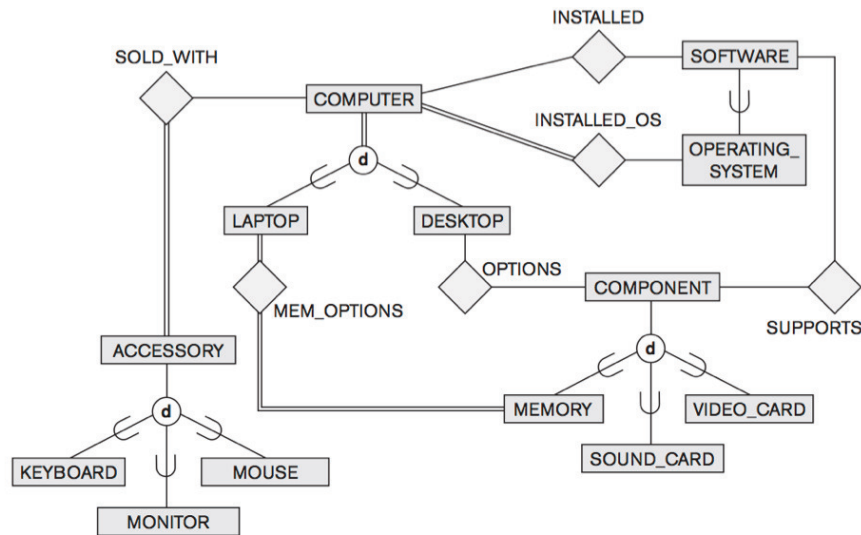 INSTALLED
SOLD_WITH
SOFTWARE
COMPUTER
INSTALLED_OS
OPERATING_
SYSTEM
d
LAPTOP
DESKTOP
OPTIONS
COMPONENT
MEM_OPTIONS
SUPPORTS
ACCESSORY
d
d
MEMORY
VIDEO_CARD
KEYBOARD
MOUSE
SOUND_CARD
MONITOR